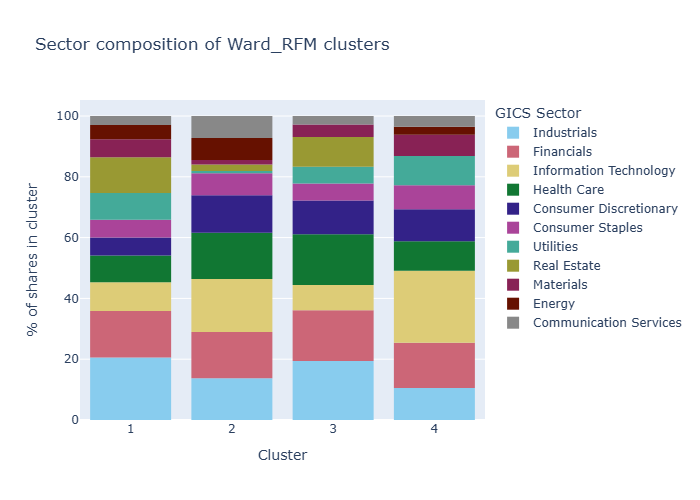 Sector composition of Ward_RFM clusters
GICS Sector
Industrials
Financials
Information Technology
Health Care
Consumer Discretionary
Consumer Staples
Utilities
Real Estate
Materials
Energy
Communication Services
% of shares in cluster
100
80
60
40
20
0
1 2 3 4
Cluster